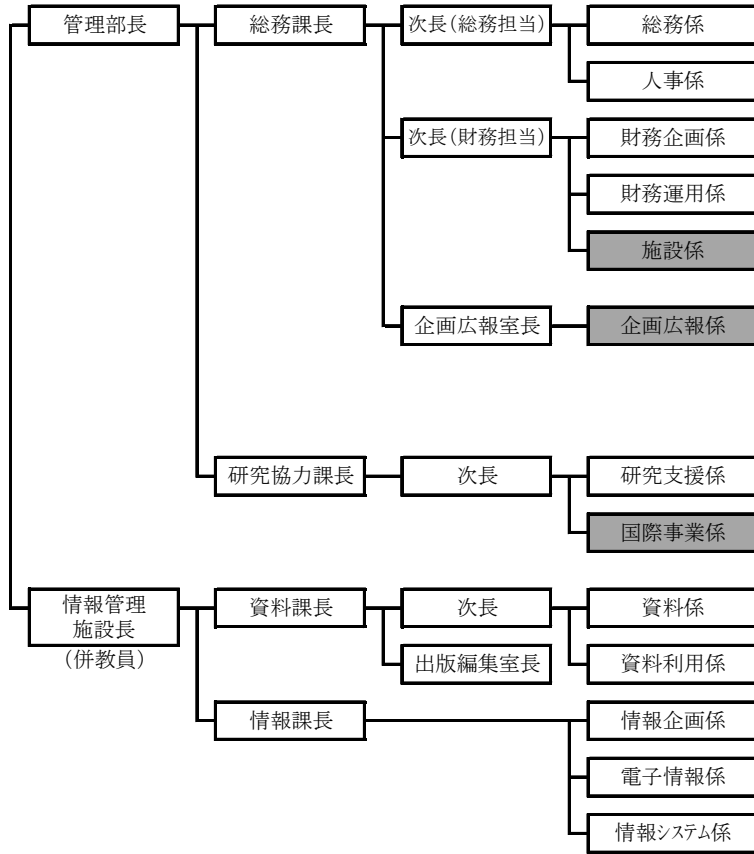 管理部長
総務課長
次長（総務担当）
総務係
人事係
次長（財務担当）
財務企画係
財務運用係
施設係
企画広報室長
企画広報係
研究協力課長
次長
研究支援係
国際事業係
情報管理
施設長
（併教員）
資料課長
次長
資料係
出版編集室長
資料利用係
情報課長
情報企画係
電子情報係
情報システム係